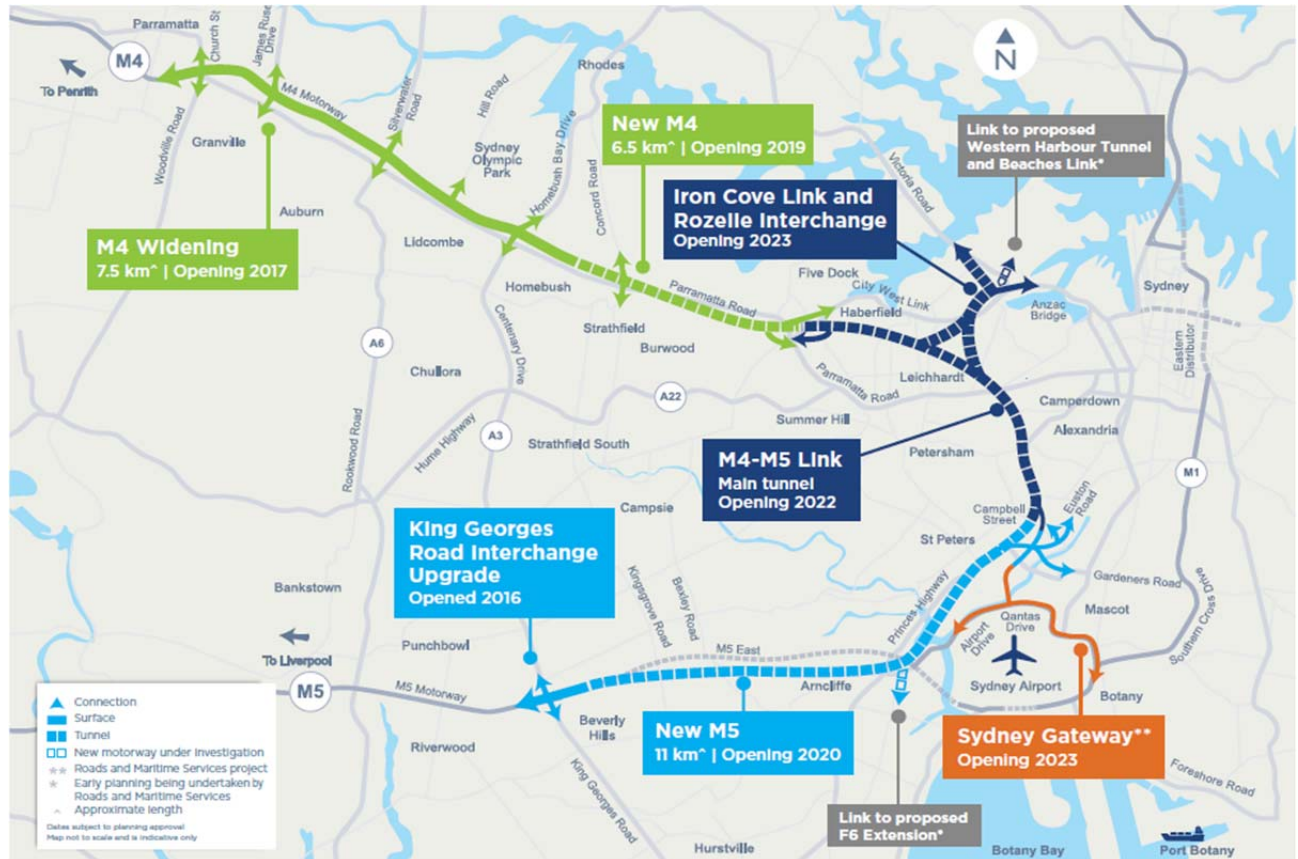 Parramatta
Church St
James Ruse
Drive
M4
To Penrith
M4 Motorway
Silverwater
Road
Hill Road
Rhodes
N
Woodville Road
Granville
Sydney
Olympic
Park
Homebush Bay Drive
Concord Road
New M4
6.5 km^ | Opening 2019
Victoria Road
Link to proposed
Western Harbour Tunnel
and Beaches Link*
Iron Cove Link and
Rozelle Interchange
Opening 2023
Auburn
M4 Widening
7.5 km^ | Opening 2017
Lidcombe
Homebush
Parramatta Road
Five Dock
City West Link
Haberfield
Anzac
Bridge
Sydney
Eastern
Distributor
Strathfield
Burwood
Centenary Drive
A6
Chullora
Leichhardt
Parramatta Road
A22
Summer Hill
Camperdown
Alexandria
Hume Highway
A3
Strathfield South
Rookwood Road
M4-M5 Link
Main tunnel
Opening 2022
Petersham
M1
Campsie
Campbell
Street
Euston
Road
St Peters
King Georges
Road Interchange
Upgrade
Opened 2016
Bankstown
Kingsgrove Road
Bexley Road
Princes Highway
Gardeners Road
Mascot
Southern Cross Drive
Airport
Drive
Qantas
Drive
To Liverpool
Punchbowl
M5 East
M5
M5 Motorway
Arncliffe
Sydney Airport
Botany
Riverwood
Beverly
Hills
New M5
11 km^ | Opening 2020
Sydney Gateway**
Opening 2023
King Georges Road
Foreshore Road
Link to proposed
F6 Extension*
Hurstville
Botany Bay
Port Botany
Connection
Surface
Tunnel
New motorway under investigation
** Roads and Maritime Services project
* Early planning being undertaken by
Roads and Maritime Services
^ Approximate length
Dates subject to planning approval
Map not to scale and is indicative only